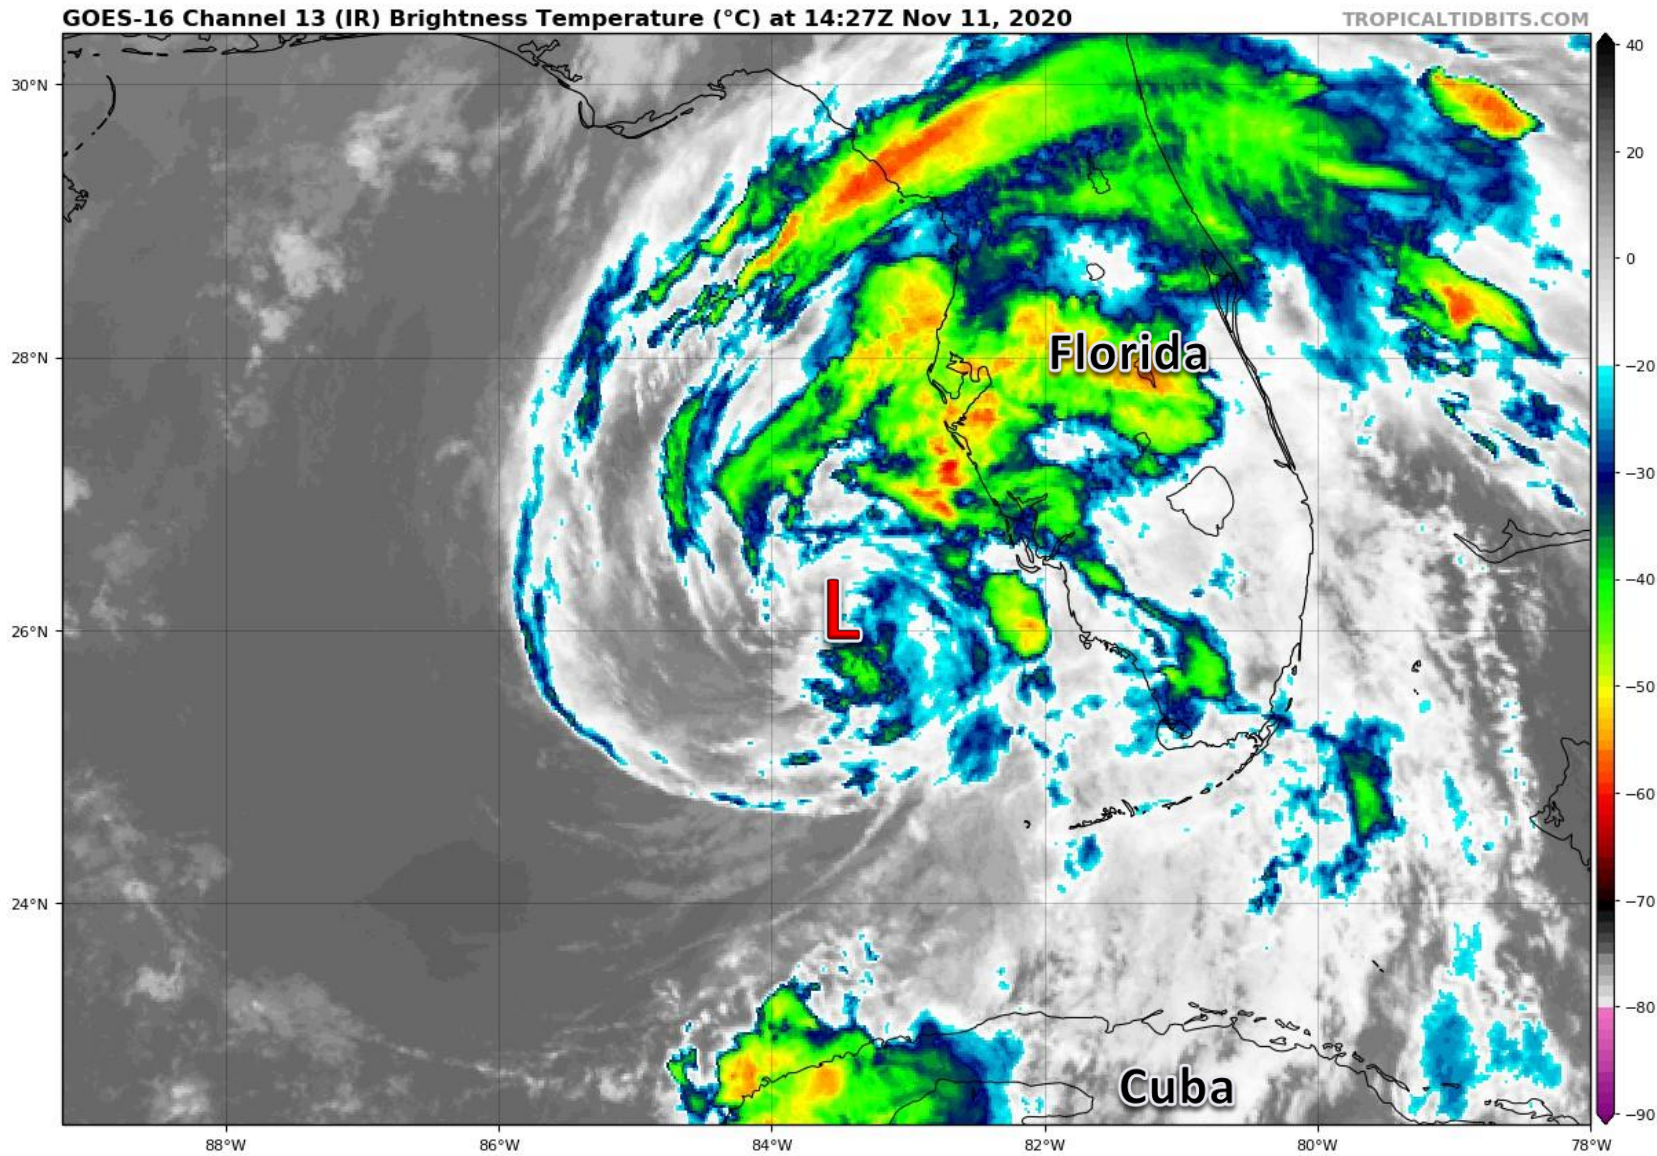 GOES-16 Channel 13 (IR) Brightness Temperature (°C) at 14:27Z Nov 11, 2020
TROPICALTIDBITS.COM
40
30°N
20
0
28°N
Florida
−20
−30
−40
L
26°N
−50
−60
24°N
−70
−80
Cuba
−90
88°W
86°W
84°W
82°W
80°W
78°W